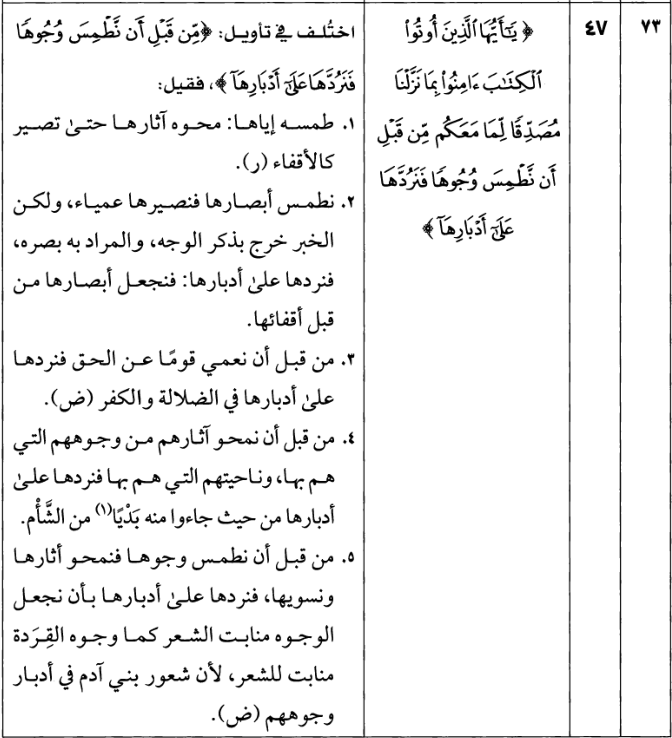 ٧٣
٤٧
﴿ يَـٰٓأَيُّهَا ٱلَّذِينَ أُوتُوا۟
ٱلْكِتَـٰبَ ءَامِنُوا۟ بِمَا نَزَّلْنَا
مُصَدِّقًا لِّمَا مَعَكُم مِّن قَبْلِ
أَن نَّطْمِسَ وُجُوهًا فَنَرُدَّهَا
عَلَىٰٓ أَدْبَارِهَآ ﴾
اختُلف في تأويل: ﴿مِّن قَبْلِ أَن نَّطْمِسَ وُجُوهًا
فَنَرُدَّهَا عَلَىٰٓ أَدْبَارِهَآ ﴾، فقيل:
١. طمسه إياها: محوه آثارها حتىٰ تصير
كالأقفاء (ر).
٢. نطمس أبصارها فنصيرها عمياء، ولكن
الخبر خرج بذكر الوجه، والمراد به بصره،
فنردها علىٰ أدبارها: فنجعل أبصارها من
قبل أقفائها.
٣. من قبل أن نعمي قومًا عن الحق فنردها
علىٰ أدبارها في الضلالة والكفر (ض).
٤. من قبل أن نمحو آثارهم من وجوههم التي
هم بها، وناحيتهم التي هم بها فنردها علىٰ
أدبارها من حيث جاءوا منه بَدْيًا(١) من الشَّأْم.
٥. من قبل أن نطمس وجوها فنمحو أثارها
ونسويها، فنردها علىٰ أدبارها بأن نجعل
الوجوه منابت الشعر كما وجوه القِرَدة
منابت للشعر، لأن شعور بني آدم في أدبار
وجوههم (ض).